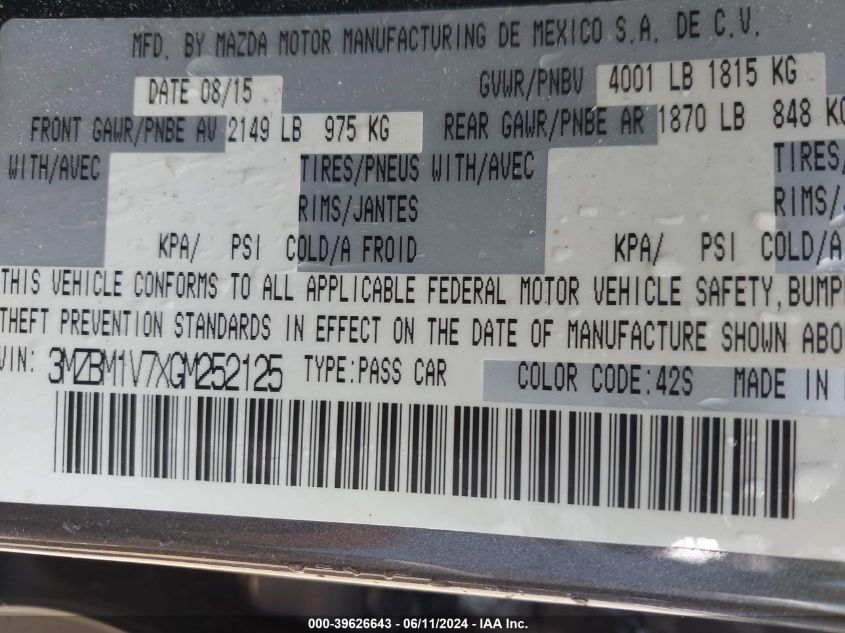 MFD. BY MAZDA MOTOR MANUFACTURING DE MEXICO S.A. DE C.V.
DATE 08/15 GVWR/PNBV 4001 LB 1815 KG
FRONT GAWR/PNBE AV 2149 LB 975 KG REAR GAWR/PNBE AR 1870 LB 848 KG
WITH/AVEC TIRES/PNEUS WITH/AVEC TIRES/
RIMS/JANTES RIMS/
KPA/ PSI COLD/A FROID KPA/ PSI COLD/A
THIS VEHICLE CONFORMS TO ALL APPLICABLE FEDERAL MOTOR VEHICLE SAFETY, BUMP
THEFT PREVENTION STANDARDS IN EFFECT ON THE DATE OF MANUFACTURE SHOWN ABO
VIN: 3MZBM1V7XGM252125 TYPE:PASS CAR COLOR CODE:42S MADE IN
000-39626643 - 06/11/2024 - IAA Inc.